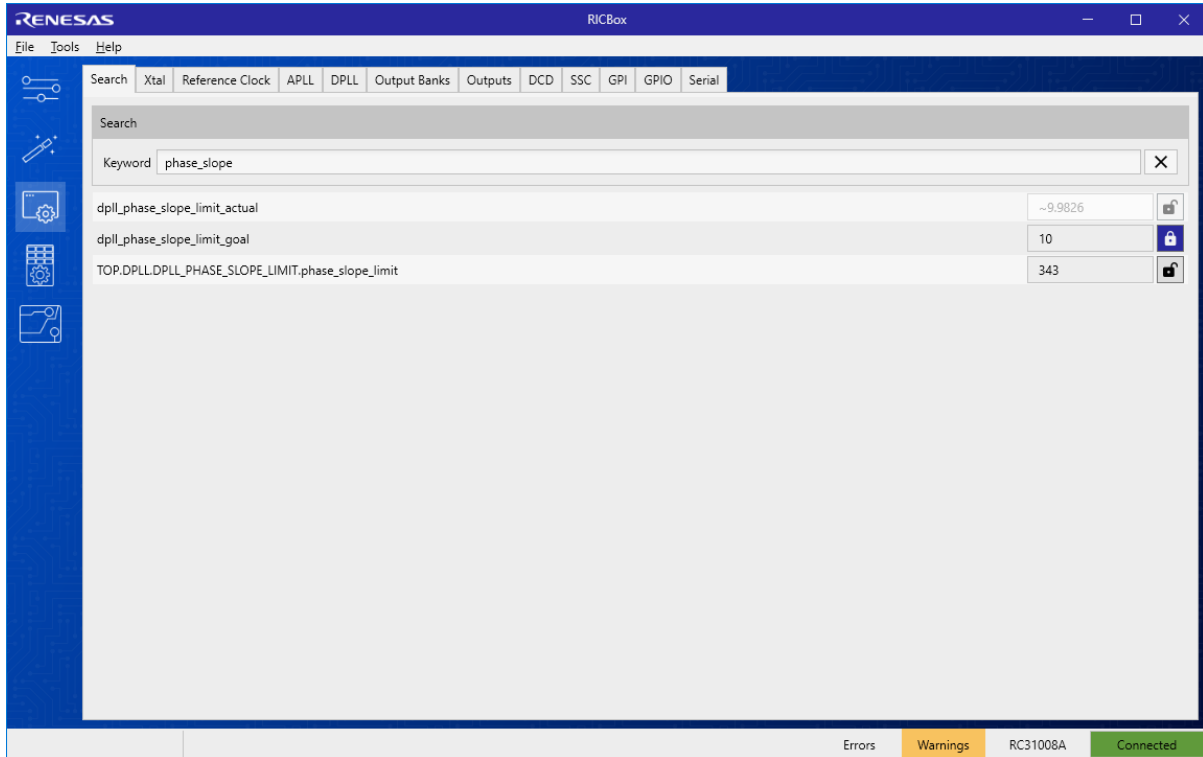 RENESAS RICBox
File Tools Help
Search Xtal Reference Clock APLL DPLL Output Banks Outputs DCD SSC GPI GPIO Serial
Search
Keyword phase_slope
dpll_phase_slope_limit_actual ~9.9826
dpll_phase_slope_limit_goal 10
TOP.DPLL.DPLL_PHASE_SLOPE_LIMIT.phase_slope_limit 343
Errors Warnings RC31008A Connected